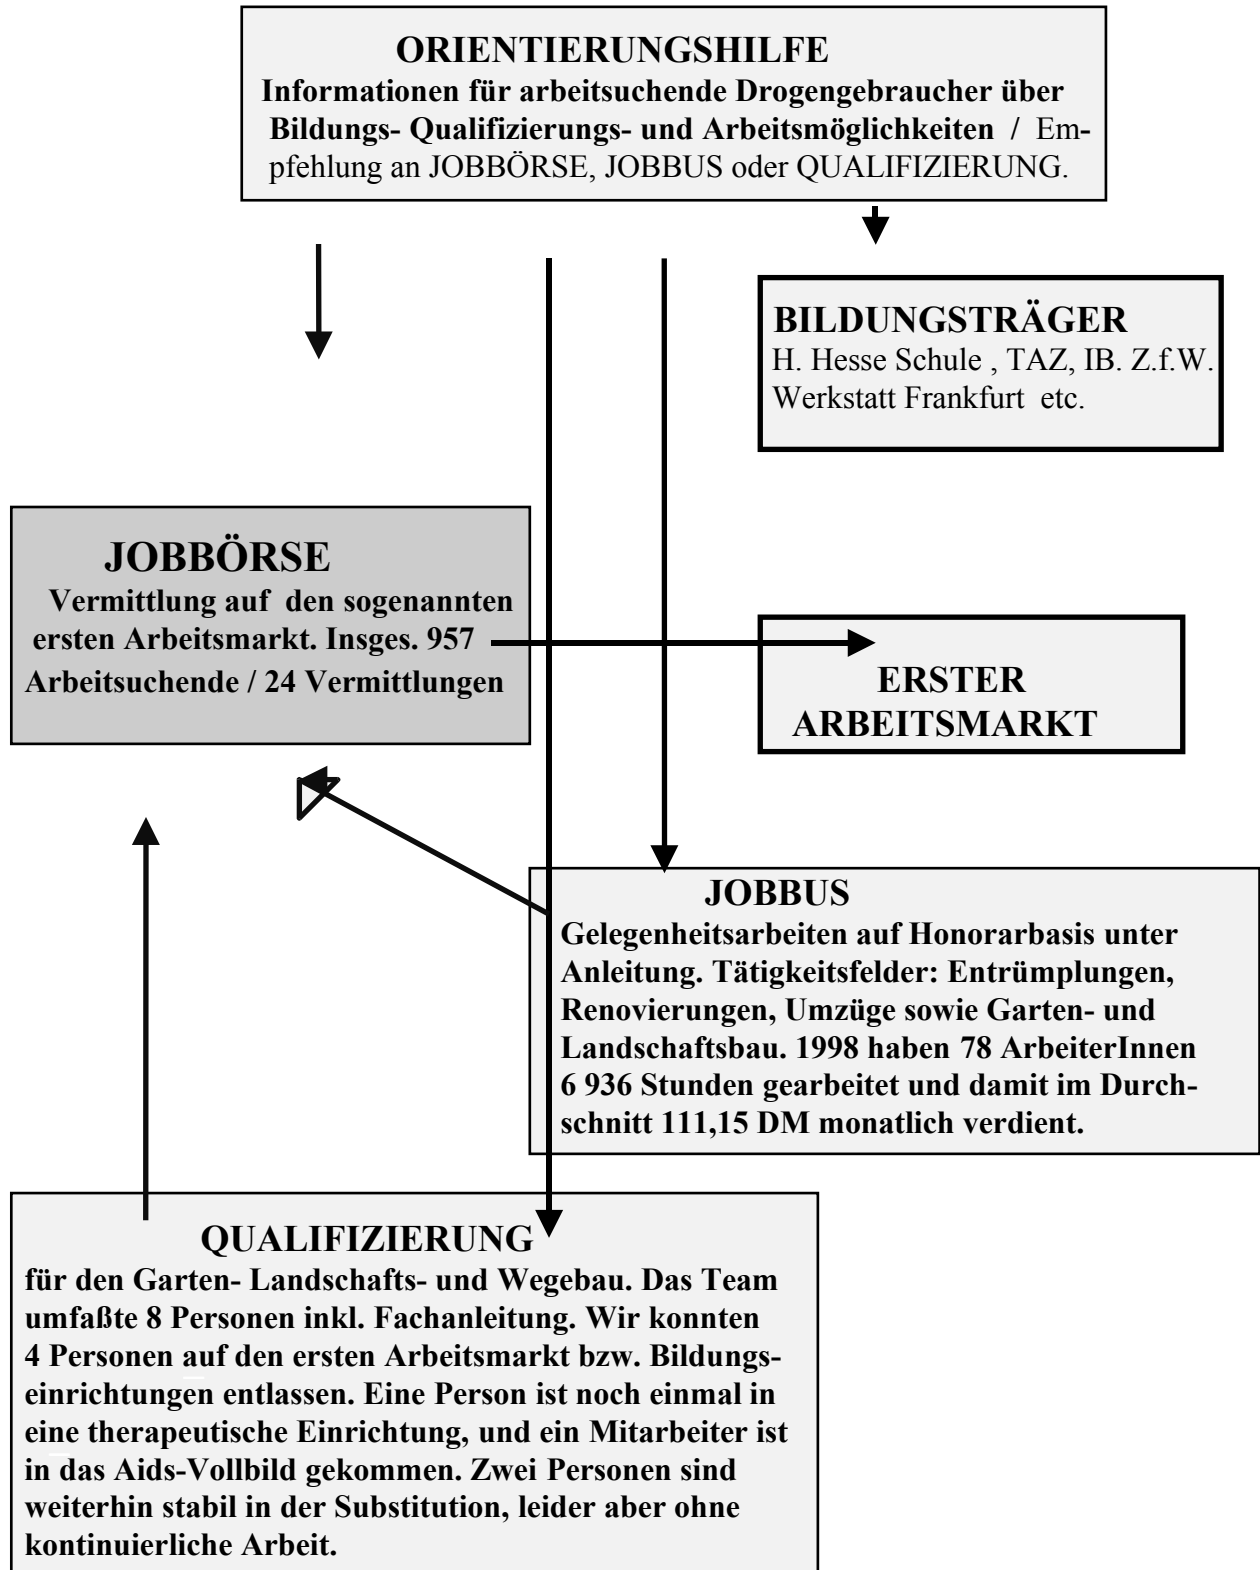 ORIENTIERUNGSHILFE
Informationen für arbeitsuchende Drogengebraucher über
Bildungs- Qualifizierungs- und Arbeitsmöglichkeiten / Em-
pfehlung an JOBBÖRSE, JOBBUS oder QUALIFIZIERUNG.
BILDUNGSTRÄGER
H. Hesse Schule , TAZ, IB. Z.f.W.
Werkstatt Frankfurt etc.
JOBBÖRSE
Vermittlung auf den sogenannten
ersten Arbeitsmarkt. Insges. 957
Arbeitsuchende / 24 Vermittlungen
ERSTER
ARBEITSMARKT
JOBBUS
Gelegenheitsarbeiten auf Honorarbasis unter
Anleitung. Tätigkeitsfelder: Entrümplungen,
Renovierungen, Umzüge sowie Garten- und
Landschaftsbau. 1998 haben 78 ArbeiterInnen
6 936 Stunden gearbeitet und damit im Durch-
schnitt 111,15 DM monatlich verdient.
QUALIFIZIERUNG
für den Garten- Landschafts- und Wegebau. Das Team
umfaßte 8 Personen inkl. Fachanleitung. Wir konnten
4 Personen auf den ersten Arbeitsmarkt bzw. Bildungs-
einrichtungen entlassen. Eine Person ist noch einmal in
eine therapeutische Einrichtung, und ein Mitarbeiter ist
in das Aids-Vollbild gekommen. Zwei Personen sind
weiterhin stabil in der Substitution, leider aber ohne
kontinuierliche Arbeit.